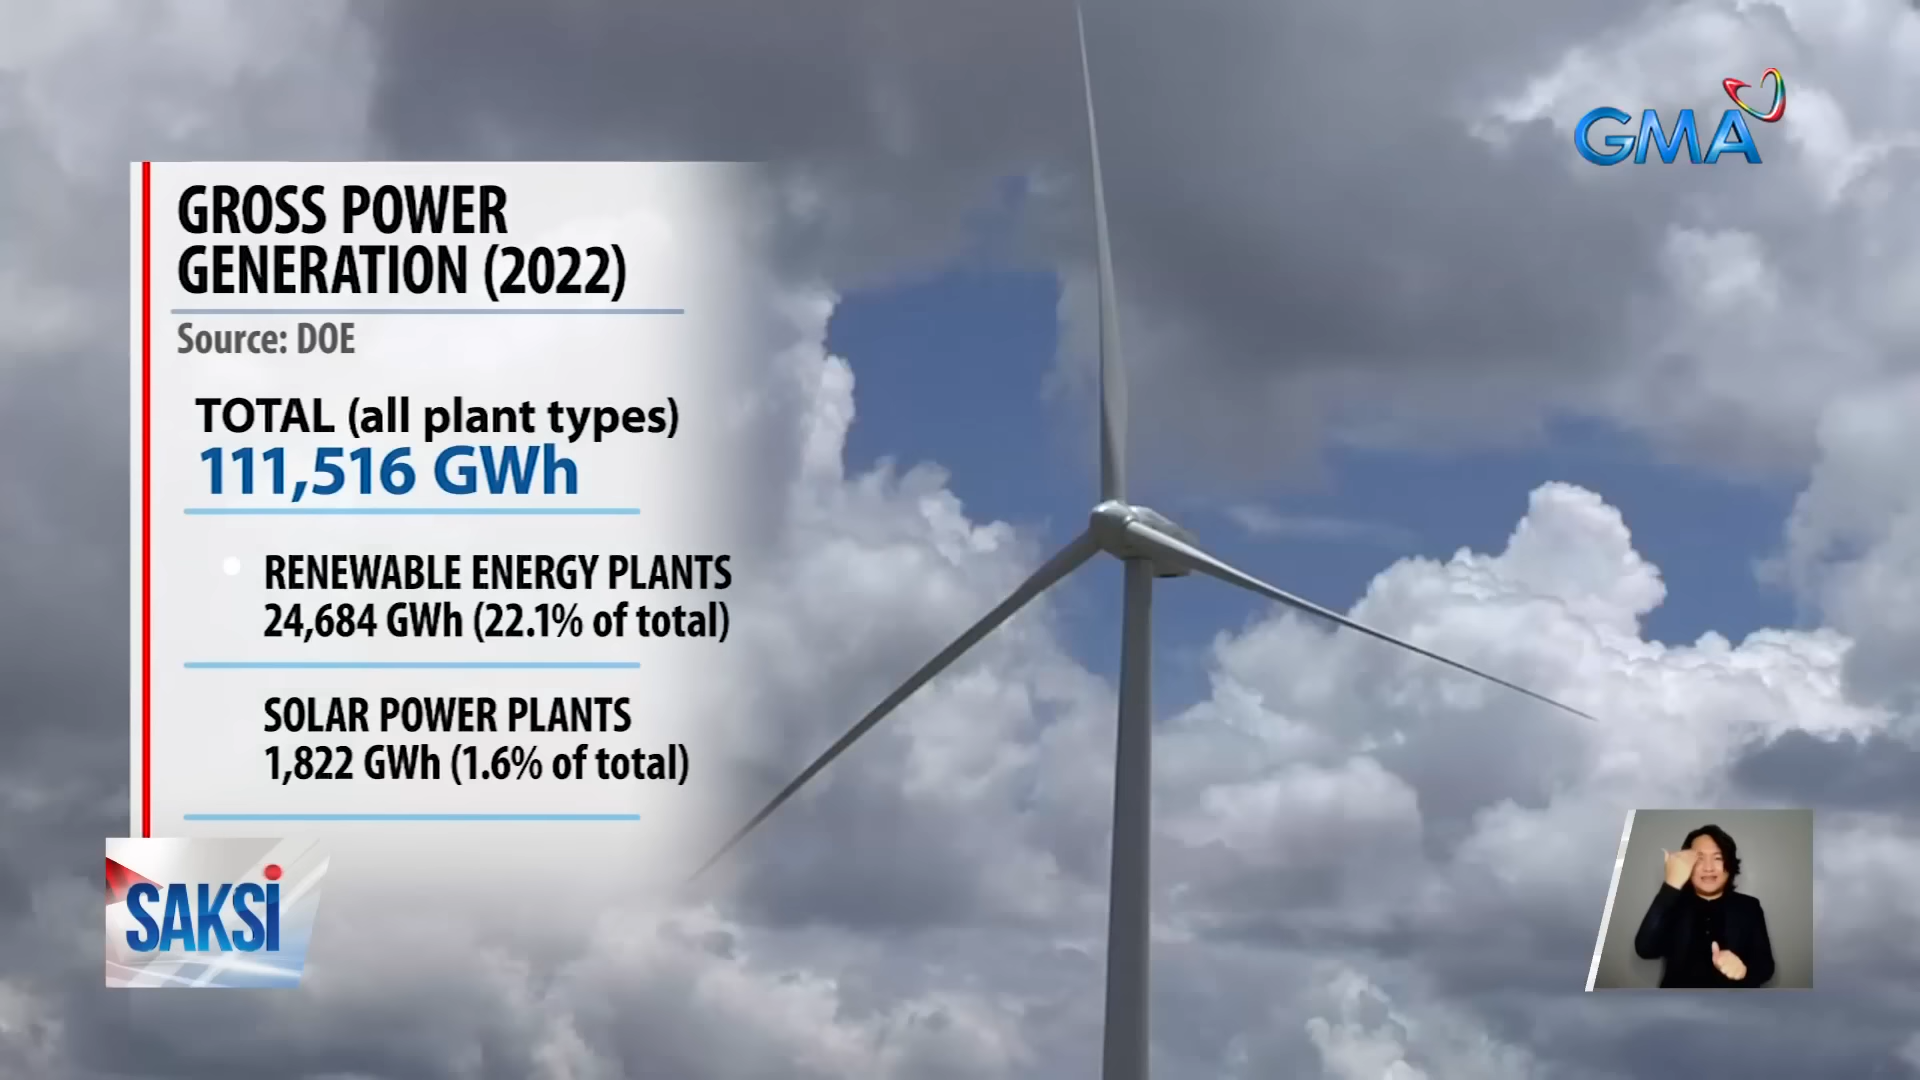 GMA
GROSS POWER
GENERATION (2022)
Source: DOE
TOTAL (all plant types)
111,516 GWh
RENEWABLE ENERGY PLANTS
24,684 GWh (22.1% of total)
SOLAR POWER PLANTS
1,822 GWh (1.6% of total)
SAKSi